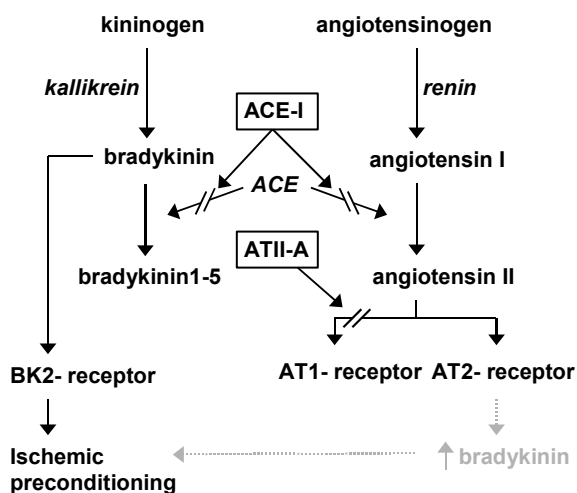 kininogen
angiotensinogen
kallikrein
renin
ACE-I
bradykinin
angiotensin I
ACE
ATII-A
bradykinin1-5
angiotensin II
BK2- receptor
AT1- receptor
AT2- receptor
Ischemic
preconditioning
bradykinin